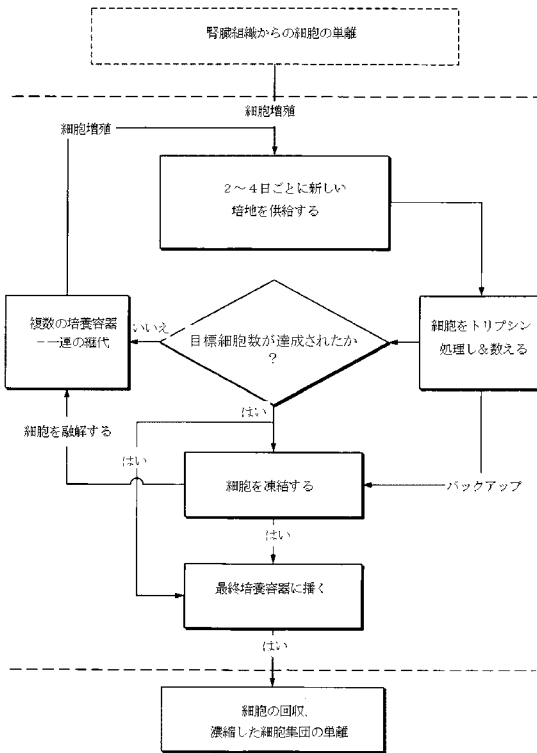 腎臓組織からの細胞の単離
細胞増殖
細胞増殖
2~4日ごとに新しい
培地を供給する
複数の培養容器
-一連の継代
いいえ
目標細胞数が達成されたか
?
細胞をトリプシン
処理し&数える
はい
細胞を融解する
はい
細胞を凍結する
バックアップ
はい
最終培養容器に播く
はい
細胞の回収、
濃縮した細胞集団の単離